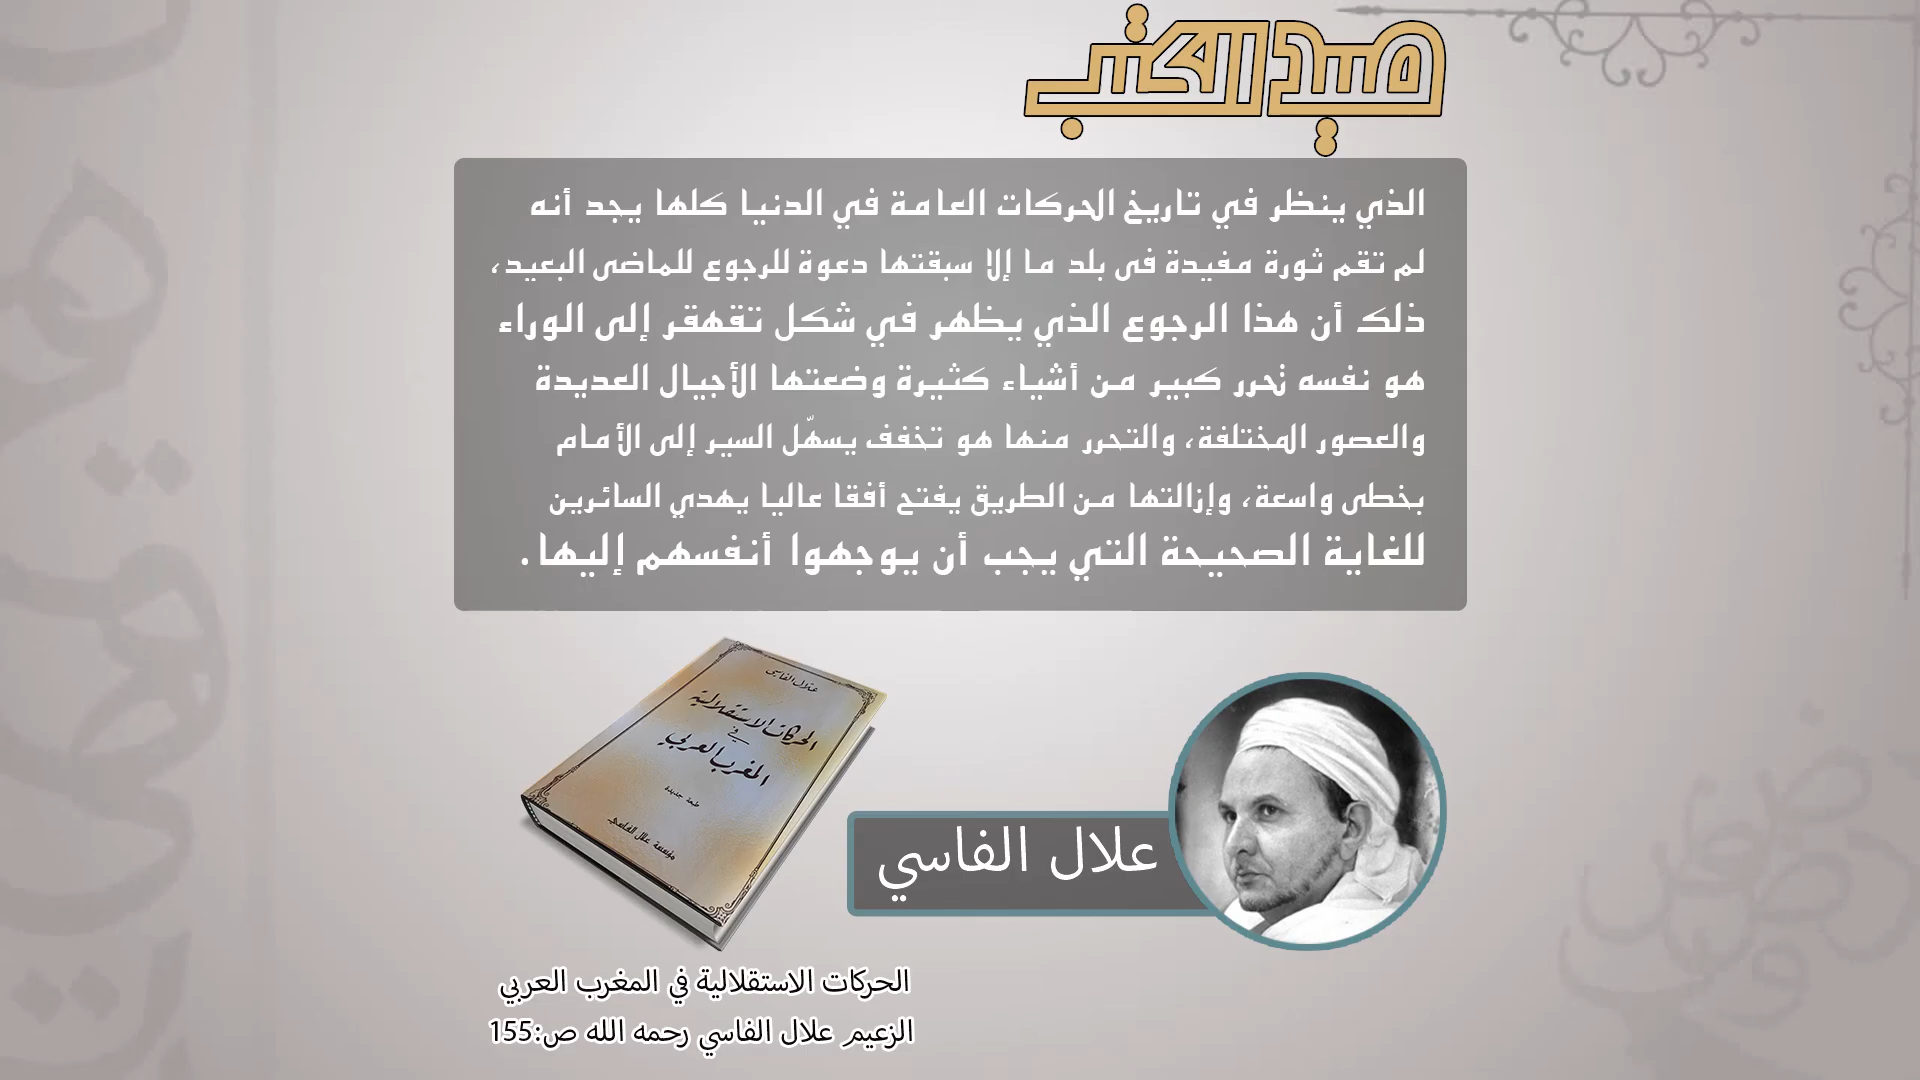 صيد الكتب
الذي ينظر في تاريخ الحركات العامة في الدنيا كلها يجد أنه
لم تقم ثورة مفيدة فى بلد ما إلا سبقتها دعوة للرجوع للماضى البعيد،
ذلك أن هذا الرجوع الذي يظهر في شكل تقهقر إلى الوراء
هو نفسه تحرر كبير من أشياء كثيرة وضعتها الأجيال العديدة
والعصور المختلفة، والتحرر منها هو تخفف يسهّل السير إلى الأمام
بخطى واسعة، وإزالتها من الطريق يفتح أفقا عاليا يهدي السائرين
للغاية الصحيحة التي يجب أن يوجهوا أنفسهم إليها.
علال الفاسي
الحركات الاستقلالية
في
المغرب العربي
طبعة جديدة
مؤسسة علال الفاسي
علال الفاسي
الحركات الاستقلالية في المغرب العربي
الزعيم علال الفاسي رحمه الله ص:155